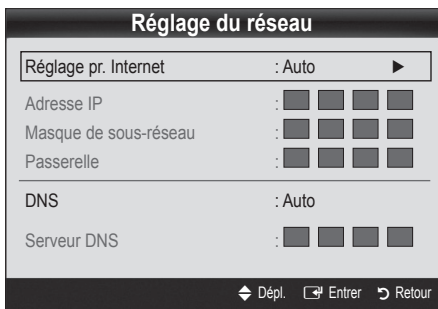 Réglage du réseau
Réglage pr. Internet : Auto ►
Adresse IP :
Masque de sous-réseau :
Passerelle :
DNS : Auto
Serveur DNS :
Dépl. Entrer Retour